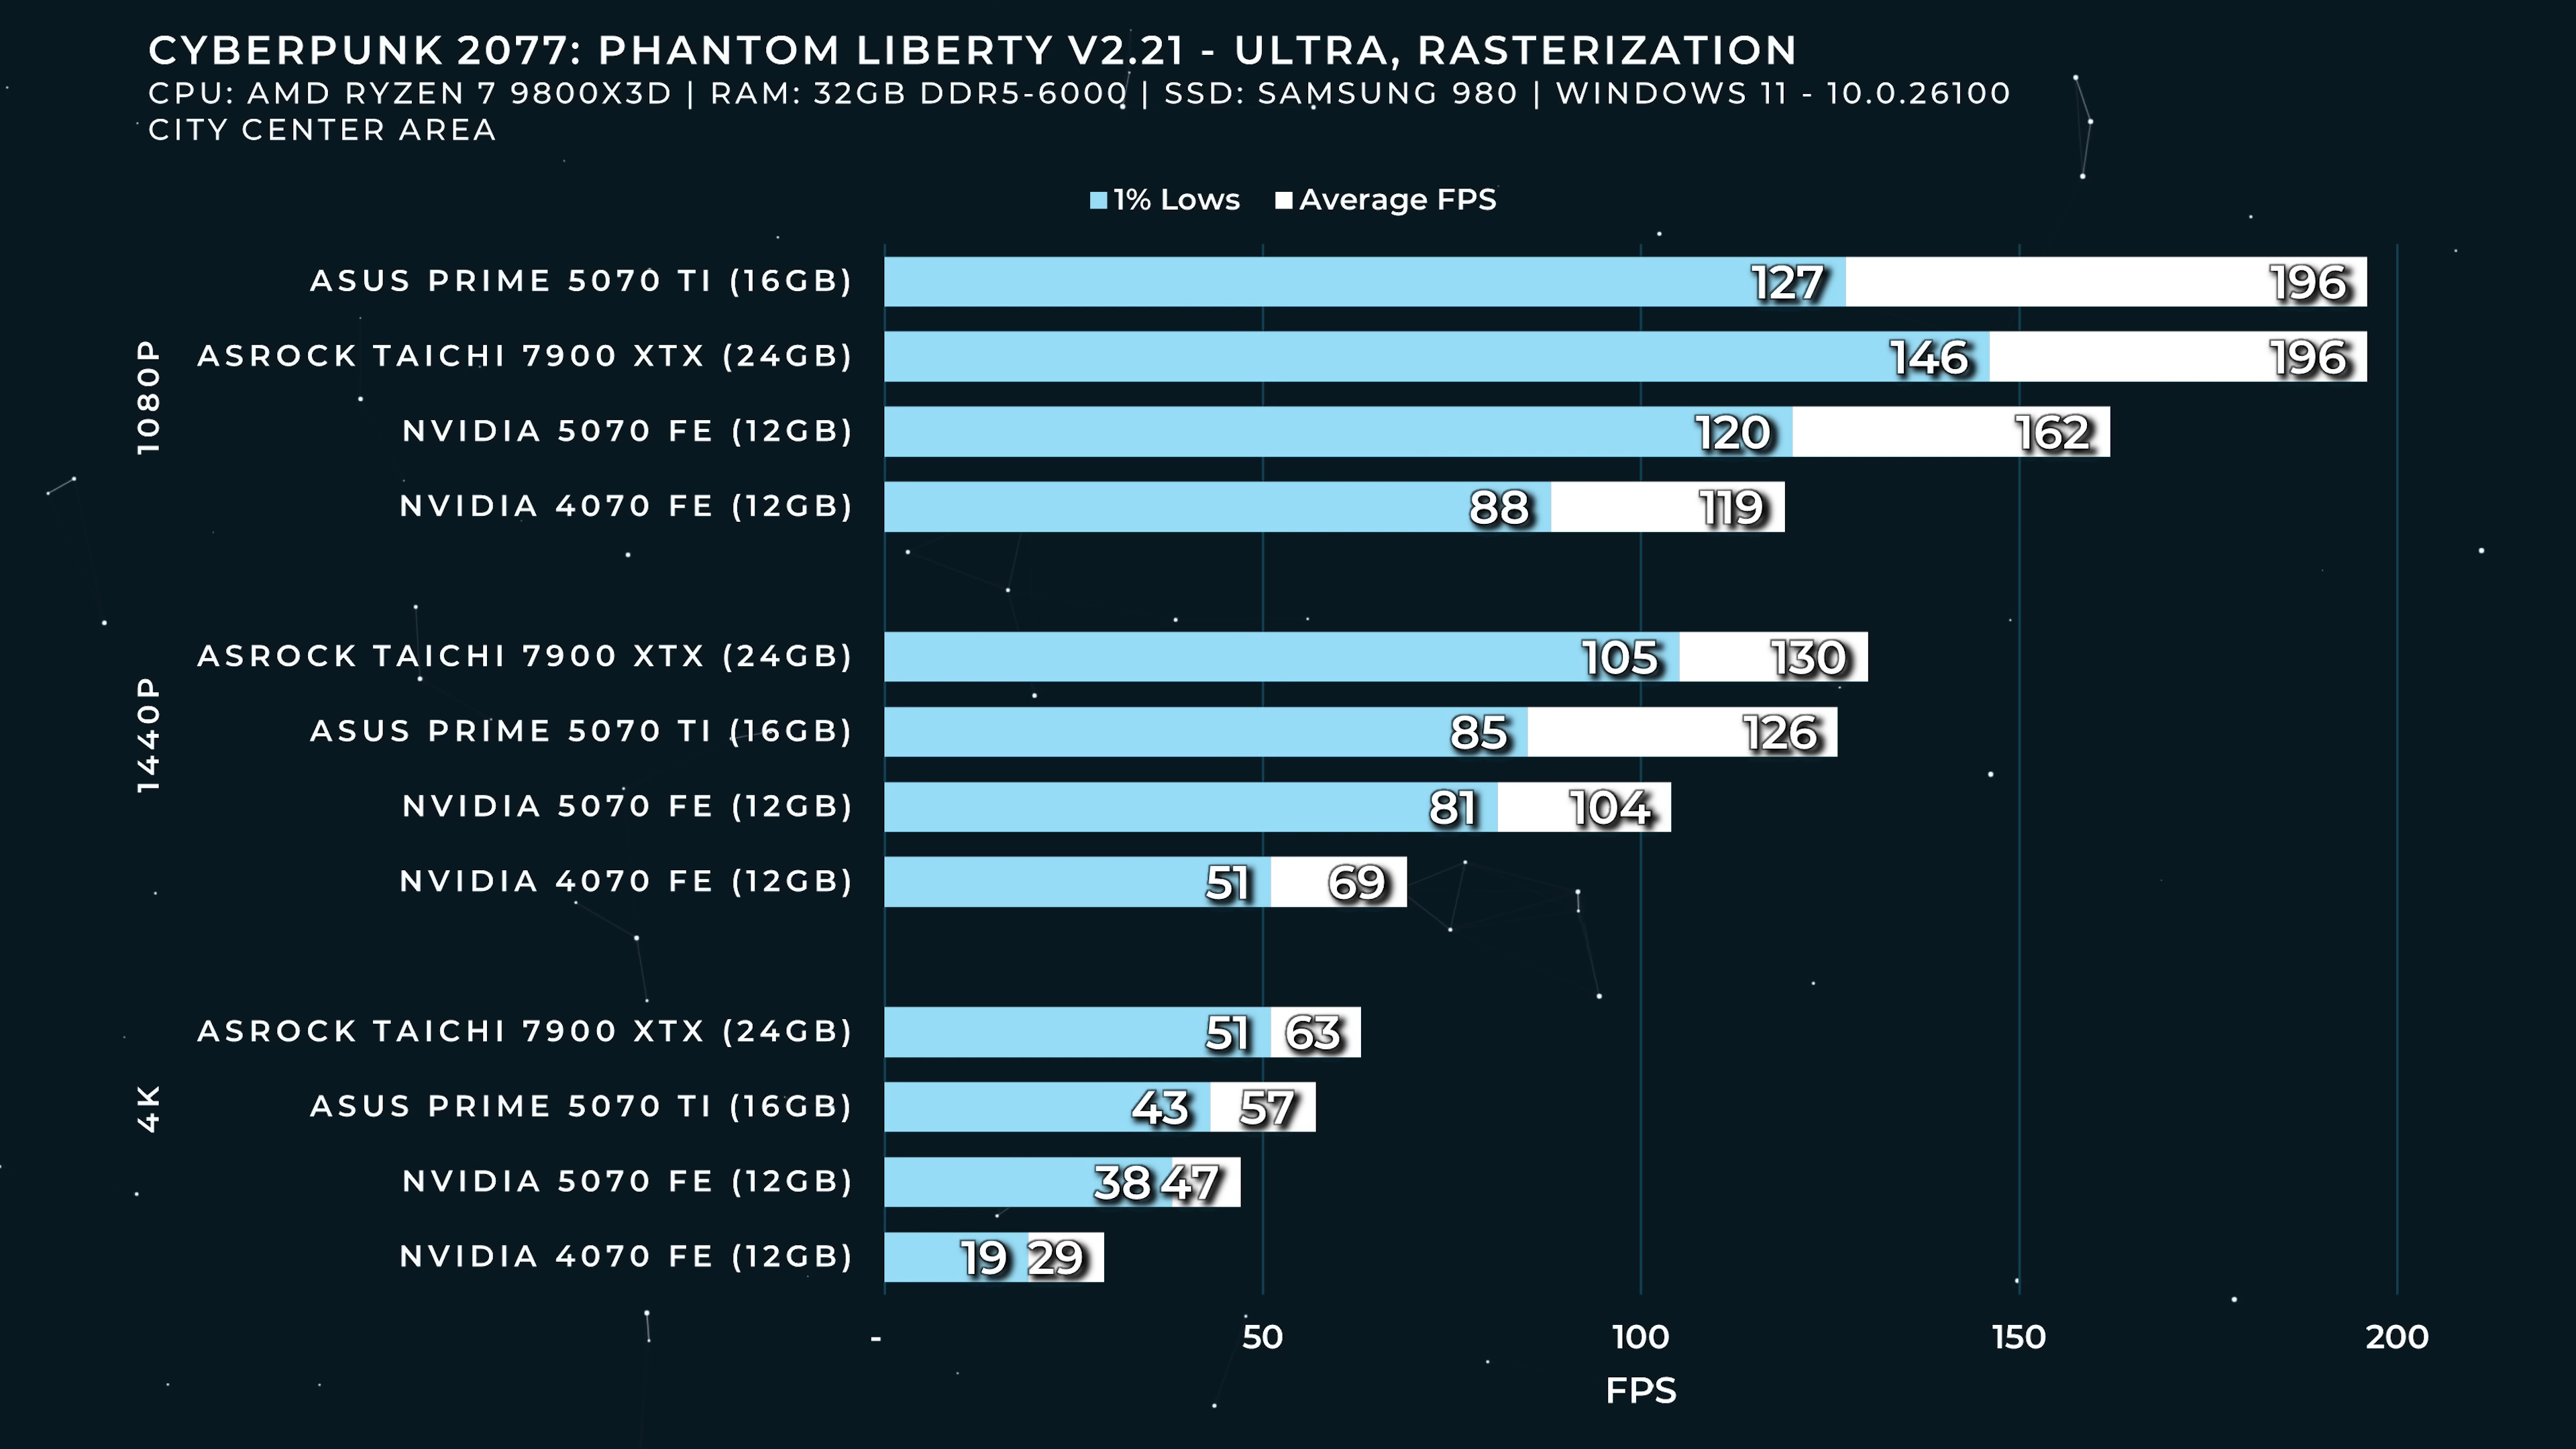 CYBERPUNK 2077: PHANTOM LIBERTY V2.21 - ULTRA, RASTERIZATION
CPU: AMD RYZEN 7 9800X3D | RAM: 32GB DDR5-6000 | SSD: SAMSUNG 980 | WINDOWS 11 - 10.0.26100
CITY CENTER AREA
1% Lows Average FPS
1080P
ASUS PRIME 5070 TI (16GB) 127 196
ASROCK TAICHI 7900 XTX (24GB) 146 196
NVIDIA 5070 FE (12GB) 120 162
NVIDIA 4070 FE (12GB) 88 119
1440P
ASROCK TAICHI 7900 XTX (24GB) 105 130
ASUS PRIME 5070 TI (16GB) 85 126
NVIDIA 5070 FE (12GB) 81 104
NVIDIA 4070 FE (12GB) 51 69
4K
ASROCK TAICHI 7900 XTX (24GB) 51 63
ASUS PRIME 5070 TI (16GB) 43 57
NVIDIA 5070 FE (12GB) 38 47
NVIDIA 4070 FE (12GB) 19 29
- 50 100 150 200
FPS